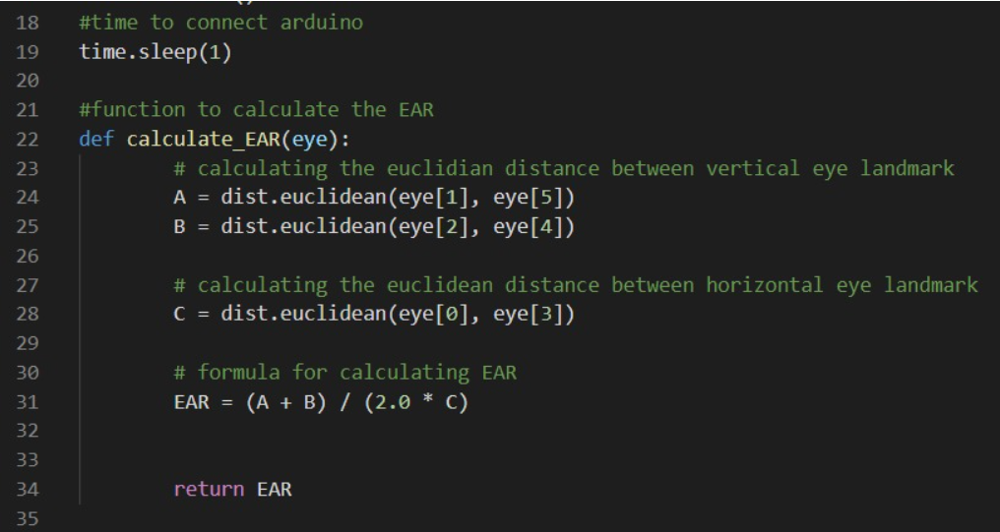 18 #time to connect arduino
19 time.sleep(1)
20
21 #function to calculate the EAR
22 def calculate_EAR(eye):
23 # calculating the euclidian distance between vertical eye landmark
24 A = dist.euclidean(eye[1], eye[5])
25 B = dist.euclidean(eye[2], eye[4])
26
27 # calculating the euclidean distance between horizontal eye landmark
28 C = dist.euclidean(eye[0], eye[3])
29
30 # formula for calculating EAR
31 EAR = (A + B) / (2.0 * C)
32
33
34 return EAR
35